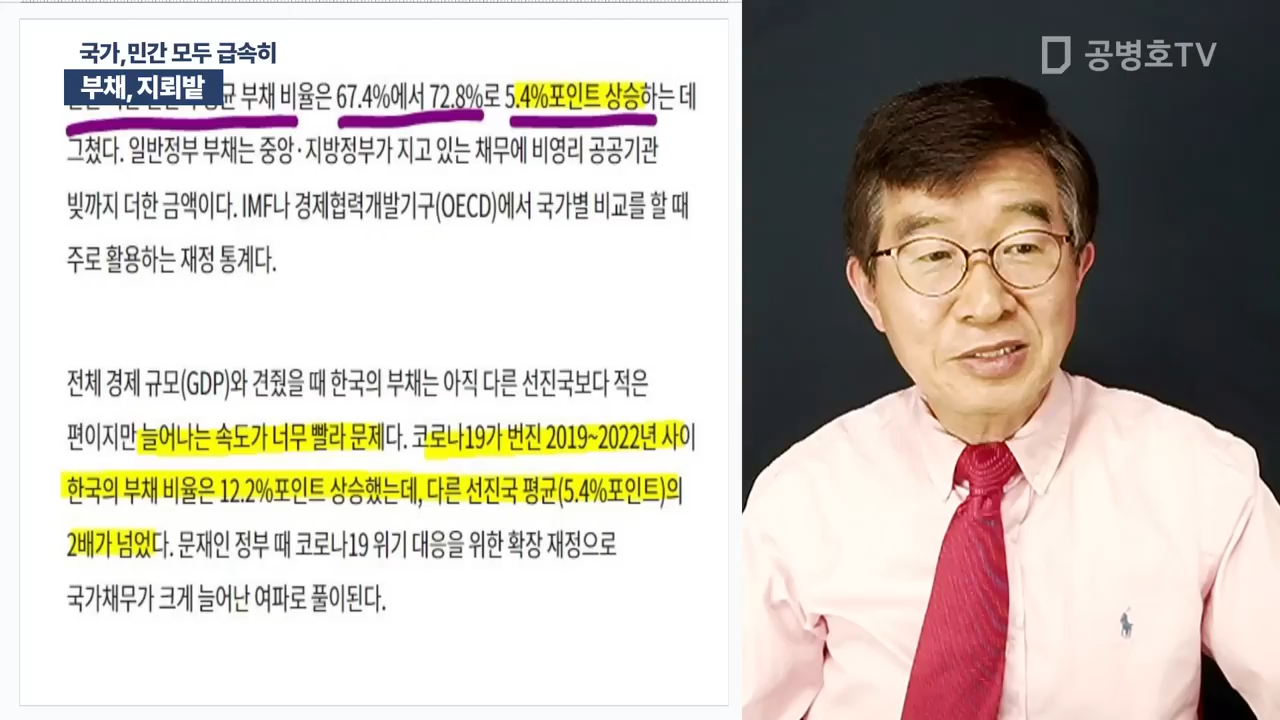 국가,민간 모두 급속히
부채, 지뢰밭
공병호TV
부채 비율은 67.4%에서 72.8%로 5.4%포인트 상승하는 데
그쳤다. 일반정부 부채는 중앙·지방정부가 지고 있는 채무에 비영리 공공기관
빚까지 더한 금액이다. IMF나 경제협력개발기구(OECD)에서 국가별 비교를 할 때
주로 활용하는 재정 통계다.
전체 경제 규모(GDP)와 견줬을 때 한국의 부채는 아직 다른 선진국보다 적은
편이지만 늘어나는 속도가 너무 빨라 문제다. 코로나19가 번진 2019~2022년 사이
한국의 부채 비율은 12.2%포인트 상승했는데, 다른 선진국 평균(5.4%포인트)의
2배가 넘었다. 문재인 정부 때 코로나19 위기 대응을 위한 확장 재정으로
국가채무가 크게 늘어난 여파로 풀이된다.